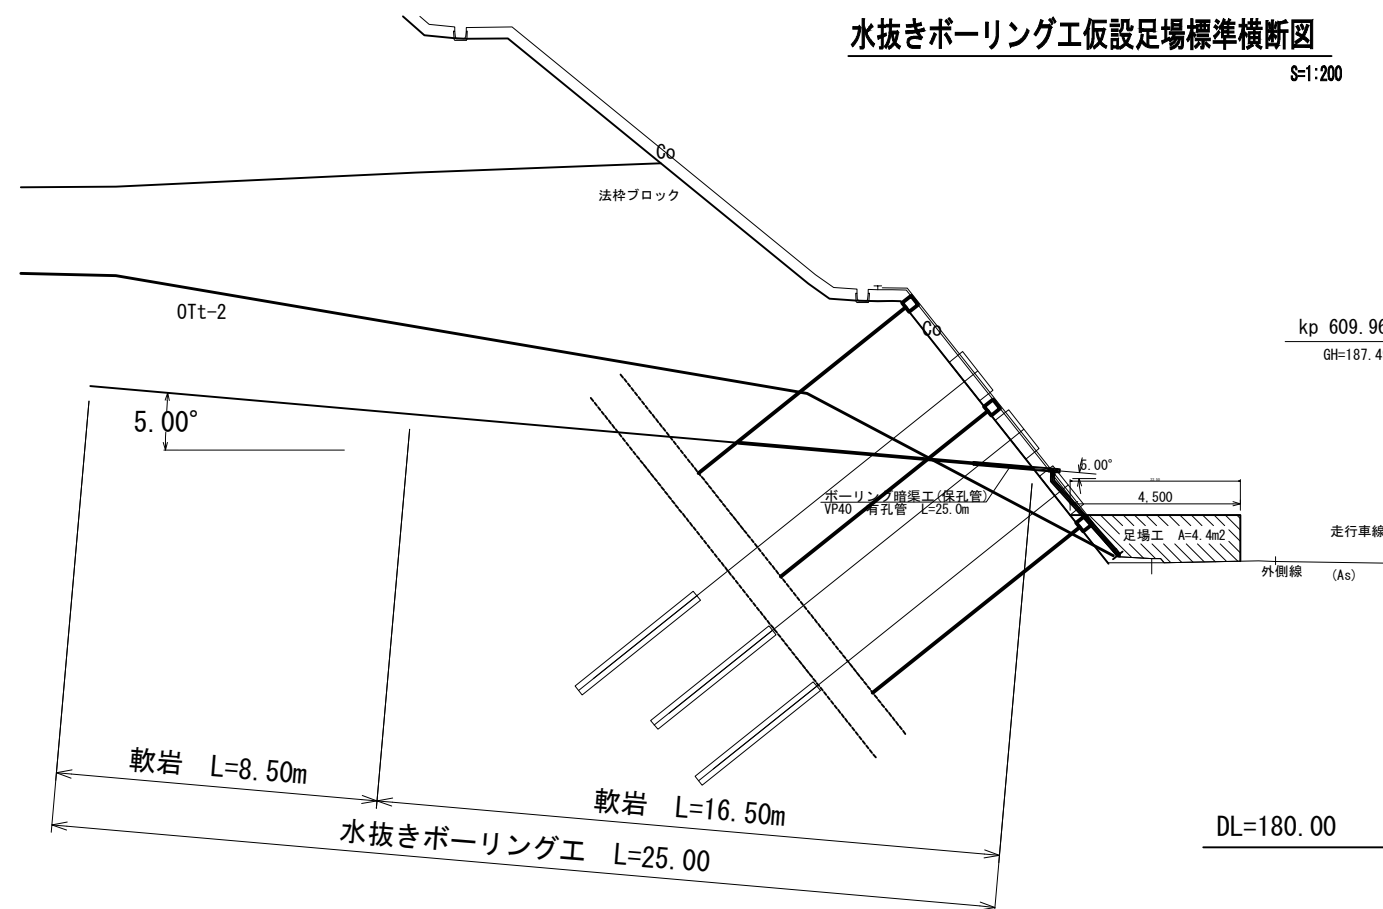 水抜きボーリング工仮設足場標準横断図
S=1:200
Co
法枠ブロック
OTt-2
Co
kp 609.96
GH=187.4
5.00°
5.00°
4,500
ボーリング暗渠工(保孔管)
VP40 有孔管 L=25.0m
足場工 A=4.4m2
走行車線
外側線
(As)
軟岩 L=8.50m
軟岩 L=16.50m
水抜きボーリング工 L=25.00
DL=180.00